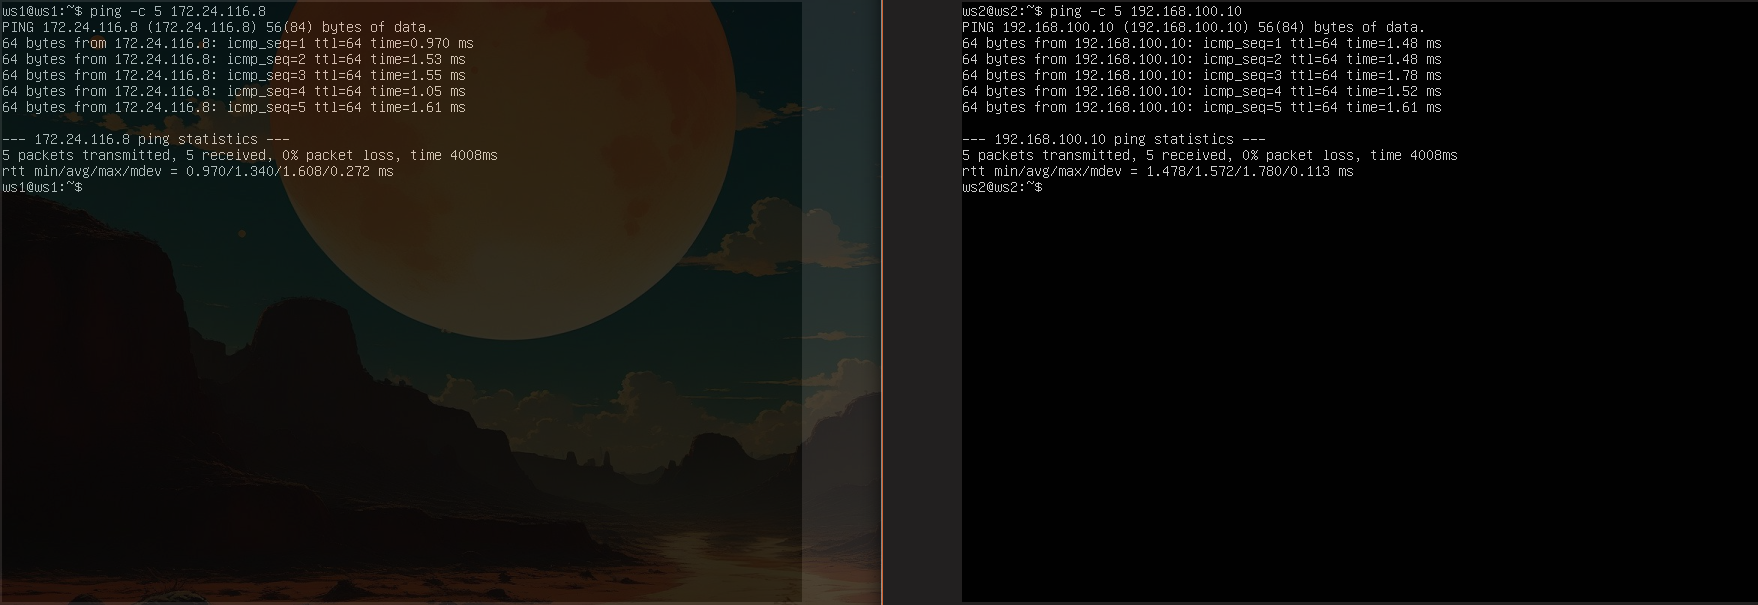 ws1@ws1:~$ ping -c 5 172.24.116.8
PING 172.24.116.8 (172.24.116.8) 56(84) bytes of data.
64 bytes from 172.24.116.8: icmp_seq=1 ttl=64 time=0.970 ms
64 bytes from 172.24.116.8: icmp_seq=2 ttl=64 time=1.53 ms
64 bytes from 172.24.116.8: icmp_seq=3 ttl=64 time=1.55 ms
64 bytes from 172.24.116.8: icmp_seq=4 ttl=64 time=1.05 ms
64 bytes from 172.24.116.8: icmp_seq=5 ttl=64 time=1.61 ms
--- 172.24.116.8 ping statistics ---
5 packets transmitted, 5 received, 0% packet loss, time 4008ms
rtt min/avg/max/mdev = 0.970/1.340/1.608/0.272 ms
ws1@ws1:~$
ws2@ws2:~$ ping -c 5 192.168.100.10
PING 192.168.100.10 (192.168.100.10) 56(84) bytes of data.
64 bytes from 192.168.100.10: icmp_seq=1 ttl=64 time=1.48 ms
64 bytes from 192.168.100.10: icmp_seq=2 ttl=64 time=1.48 ms
64 bytes from 192.168.100.10: icmp_seq=3 ttl=64 time=1.78 ms
64 bytes from 192.168.100.10: icmp_seq=4 ttl=64 time=1.52 ms
64 bytes from 192.168.100.10: icmp_seq=5 ttl=64 time=1.61 ms
--- 192.168.100.10 ping statistics ---
5 packets transmitted, 5 received, 0% packet loss, time 4008ms
rtt min/avg/max/mdev = 1.478/1.572/1.780/0.113 ms
ws2@ws2:~$